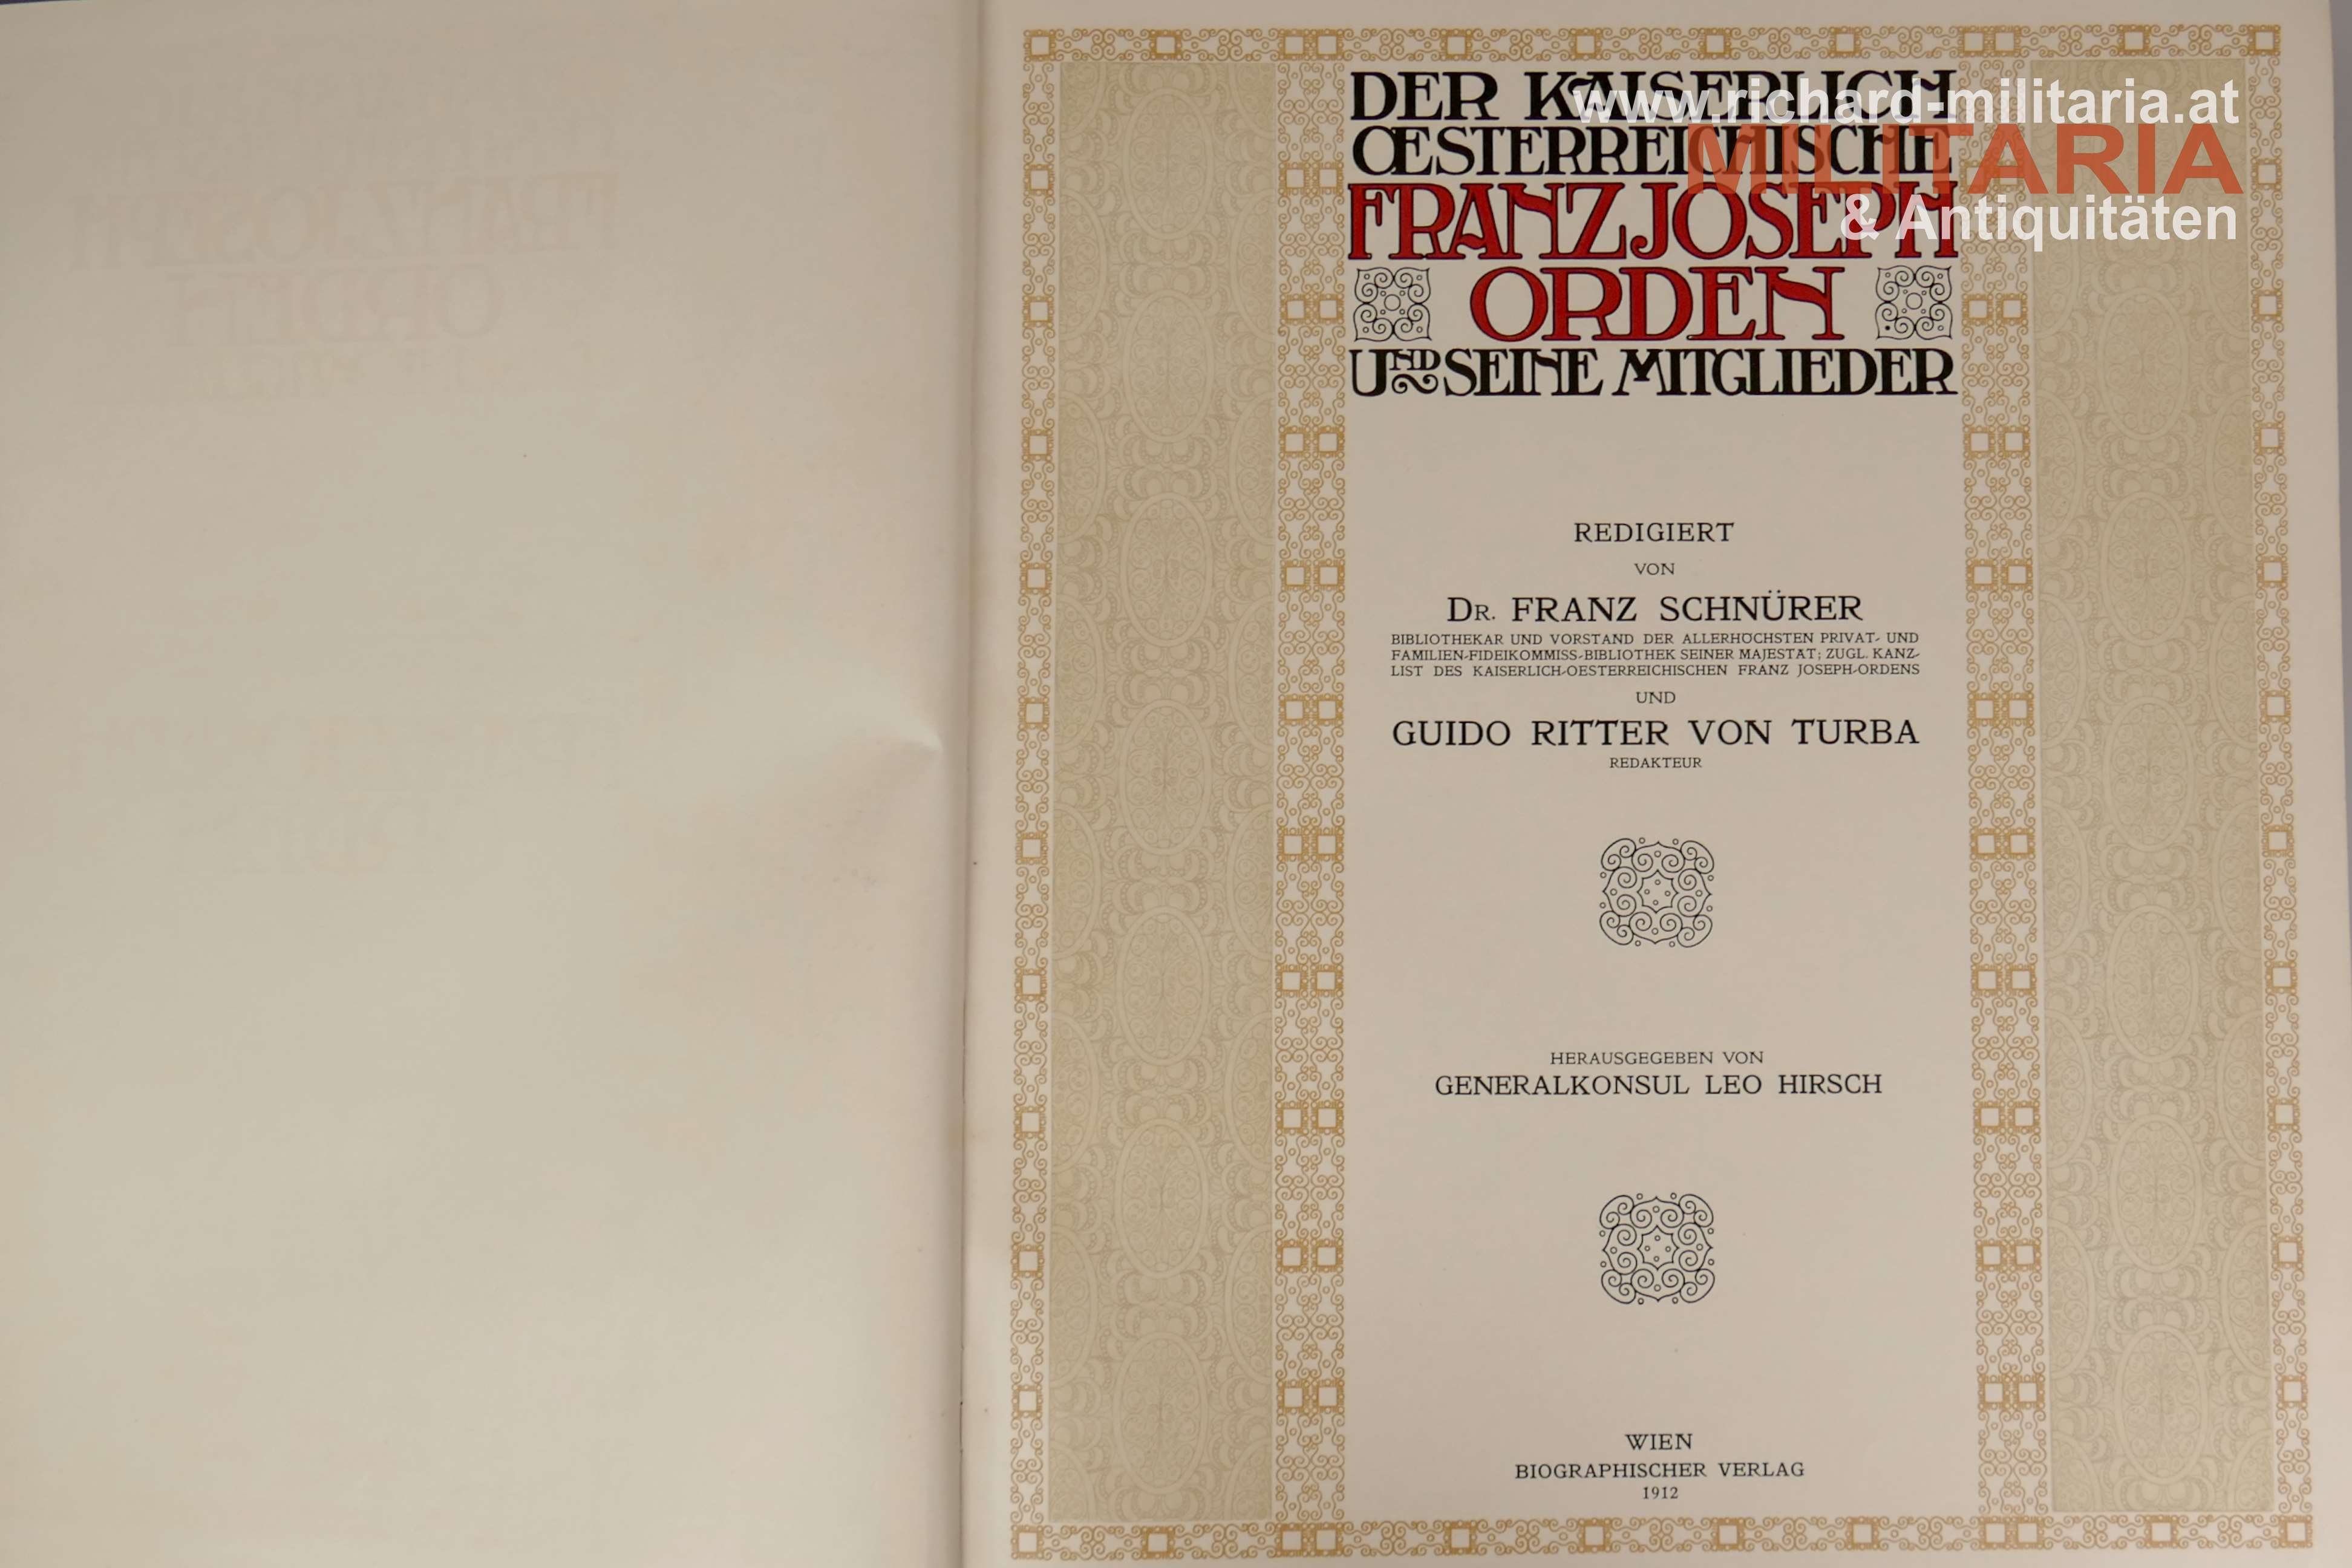 DER KAISERLICH
ŒSTERREICHISCHE
FRANZ JOSEPH
ORDEN
UND SEINE MITGLIEDER
www.richard-militaria.at
MILITARIA
& Antiquitäten
REDIGIERT
VON
DR. FRANZ SCHNÜRER
BIBLIOTHEKAR UND VORSTAND DER ALLERHÖCHSTEN PRIVAT- UND
FAMILIEN-FIDEIKOMMISS-BIBLIOTHEK SEINER MAJESTÄT; ZUGL. KANZ-
LIST DES KAISERLICH-OESTERREICHISCHEN FRANZ JOSEPH-ORDENS
UND
GUIDO RITTER VON TURBA
REDAKTEUR
HERAUSGEGEBEN VON
GENERALKONSUL LEO HIRSCH
WIEN
BIOGRAPHISCHER VERLAG
1912